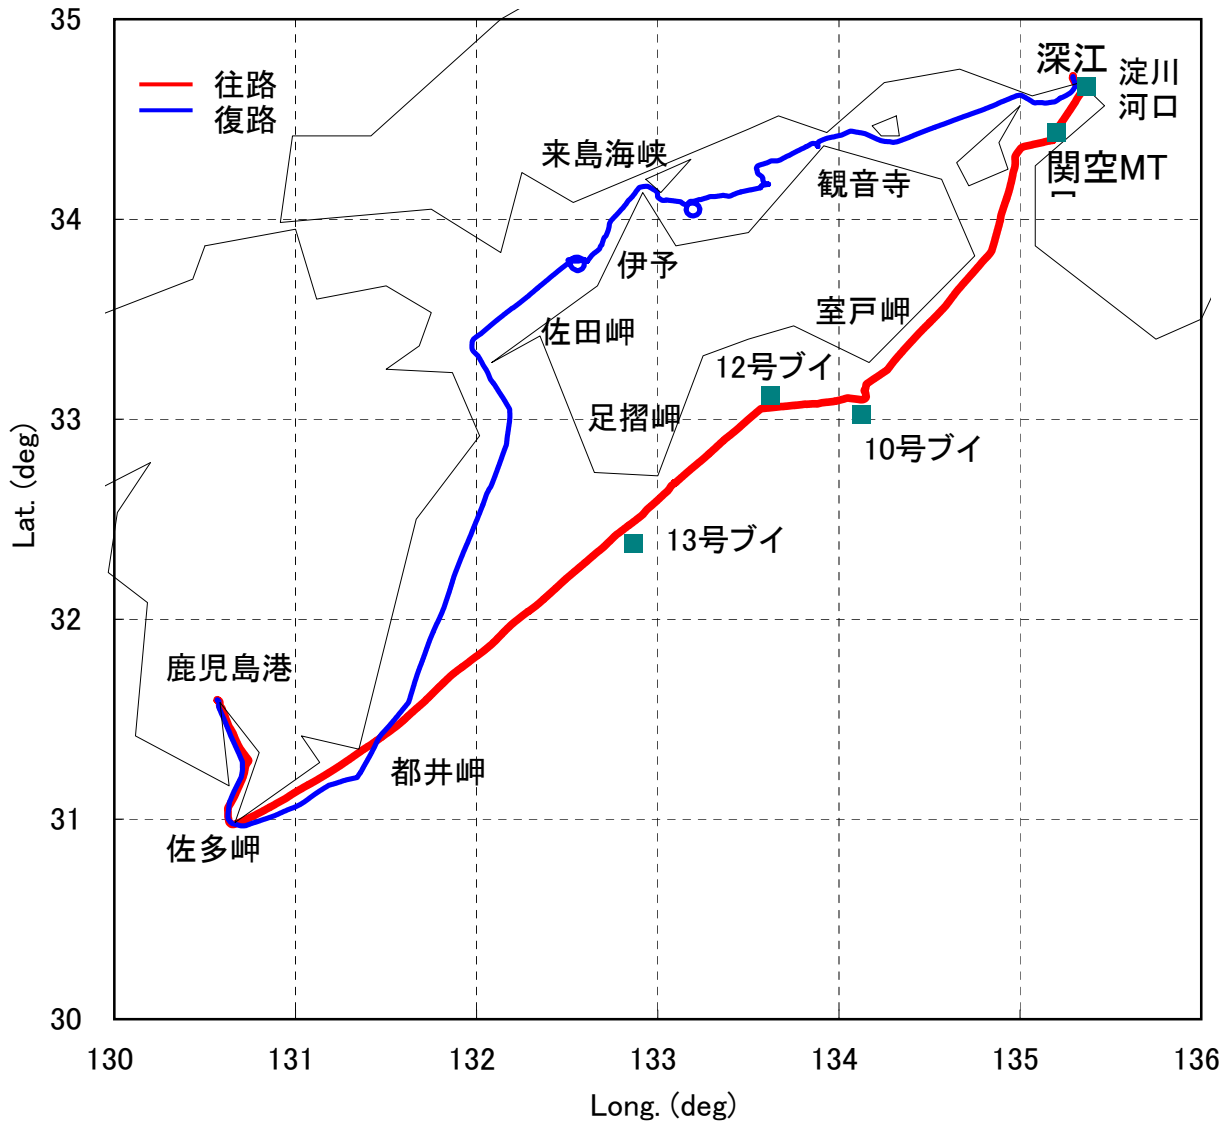 35
往路
復路
深江
淀川
河口
来島海峡
関空MT
観音寺
34
伊予
室戸岬
佐田岬
12号ブイ
33
足摺岬
10号ブイ
Lat. (deg)
13号ブイ
32
鹿児島港
都井岬
31
佐多岬
30
130
131
132
133
134
135
136
Long. (deg)